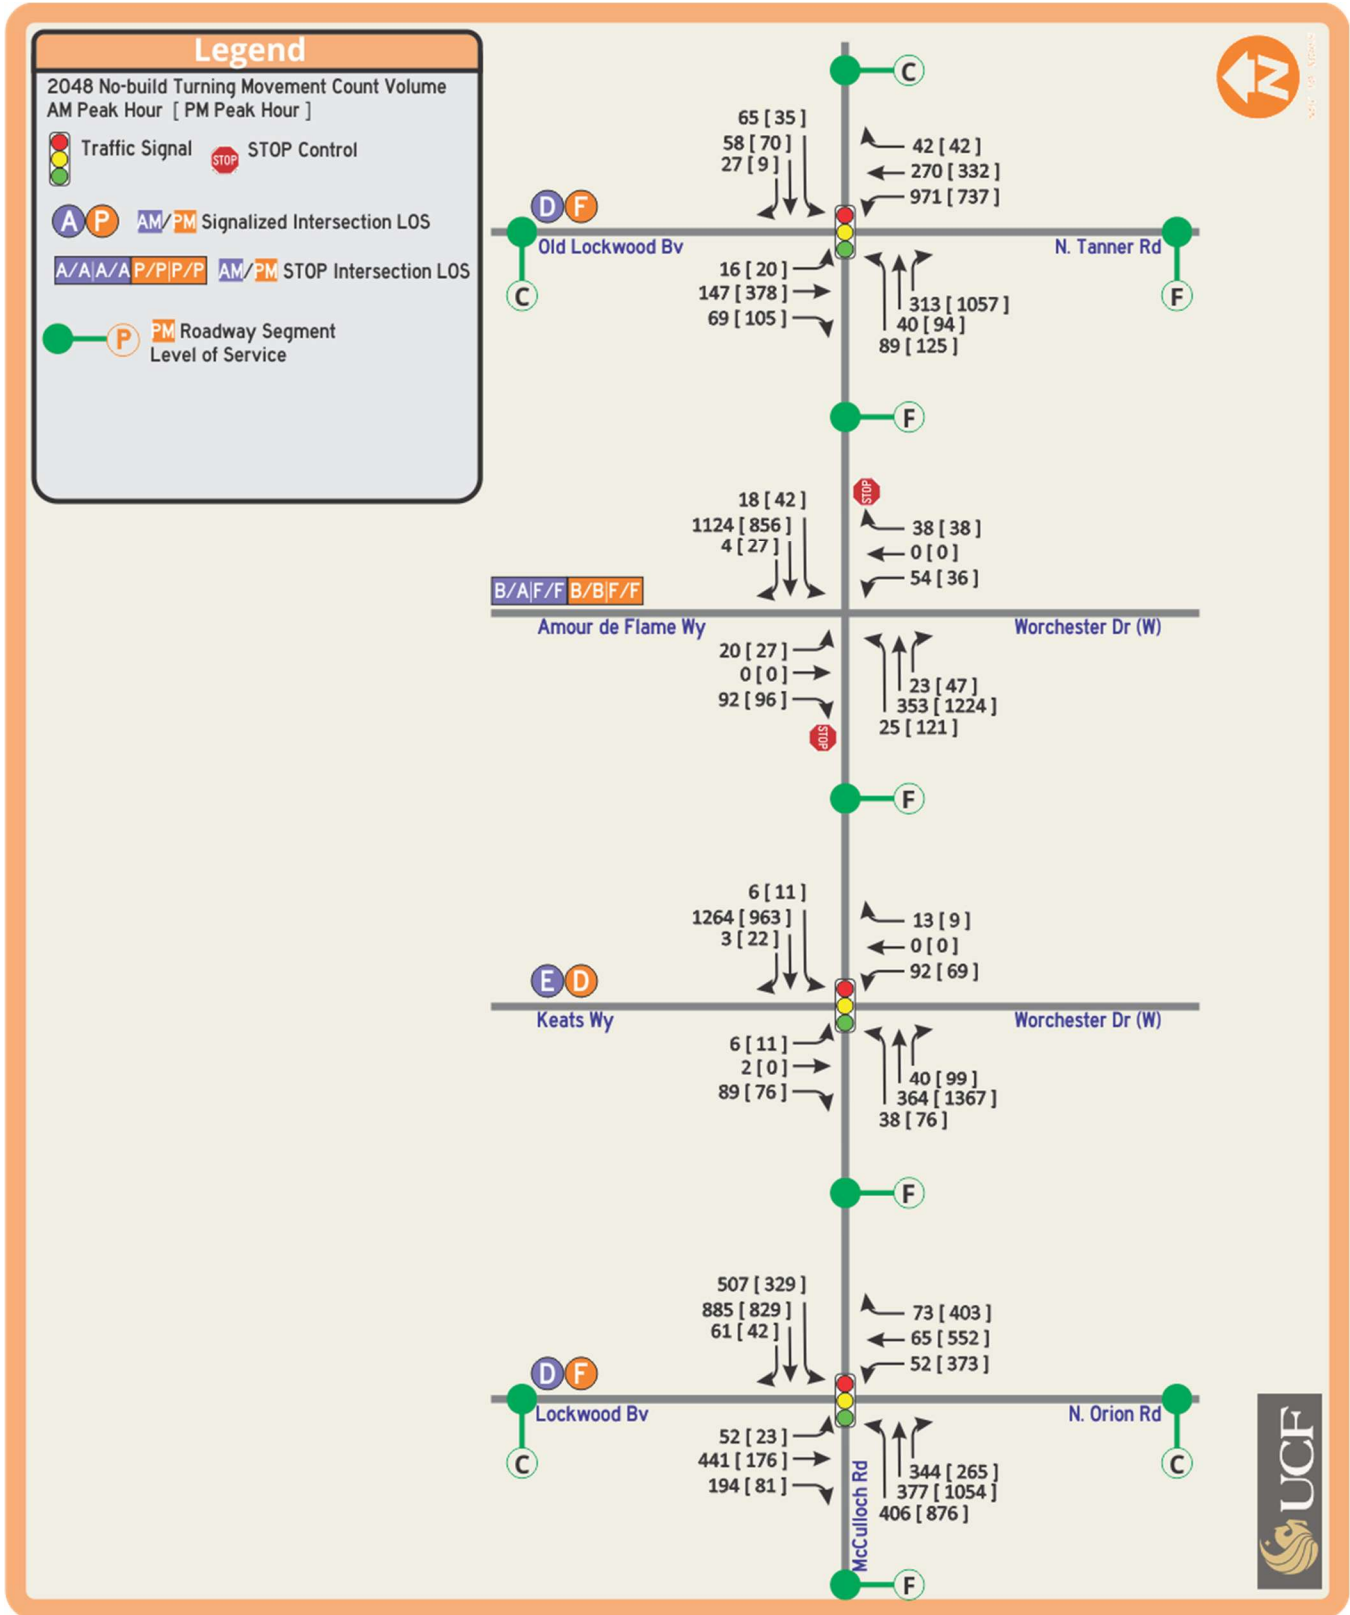 Legend
2048 No-build Turning Movement Count Volume
AM Peak Hour [ PM Peak Hour ]
Traffic Signal
STOP
STOP Control
A P AM/PM Signalized Intersection LOS
A/A|A/A P/P|P/P AM/PM STOP Intersection LOS
P PM Roadway Segment
Level of Service
N
C
65 [ 35 ]
58 [ 70 ]
27 [ 9 ]
42 [ 42 ]
270 [ 332 ]
971 [ 737 ]
D F
Old Lockwood Bv
N. Tanner Rd
C
F
16 [ 20 ]
147 [ 378 ]
69 [ 105 ]
313 [ 1057 ]
40 [ 94 ]
89 [ 125 ]
F
STOP
18 [ 42 ]
1124 [ 856 ]
4 [ 27 ]
38 [ 38 ]
0 [ 0 ]
54 [ 36 ]
B/A|F/F B/B|F/F
Amour de Flame Wy
Worchester Dr (W)
20 [ 27 ]
0 [ 0 ]
92 [ 96 ]
STOP
23 [ 47 ]
353 [ 1224 ]
25 [ 121 ]
F
6 [ 11 ]
1264 [ 963 ]
3 [ 22 ]
13 [ 9 ]
0 [ 0 ]
92 [ 69 ]
E D
Keats Wy
Worchester Dr (W)
6 [ 11 ]
2 [ 0 ]
89 [ 76 ]
40 [ 99 ]
364 [ 1367 ]
38 [ 76 ]
F
507 [ 329 ]
885 [ 829 ]
61 [ 42 ]
73 [ 403 ]
65 [ 552 ]
52 [ 373 ]
D F
Lockwood Bv
N. Orion Rd
C
C
52 [ 23 ]
441 [ 176 ]
194 [ 81 ]
344 [ 265 ]
377 [ 1054 ]
406 [ 876 ]
McCulloch Rd
F
UCF